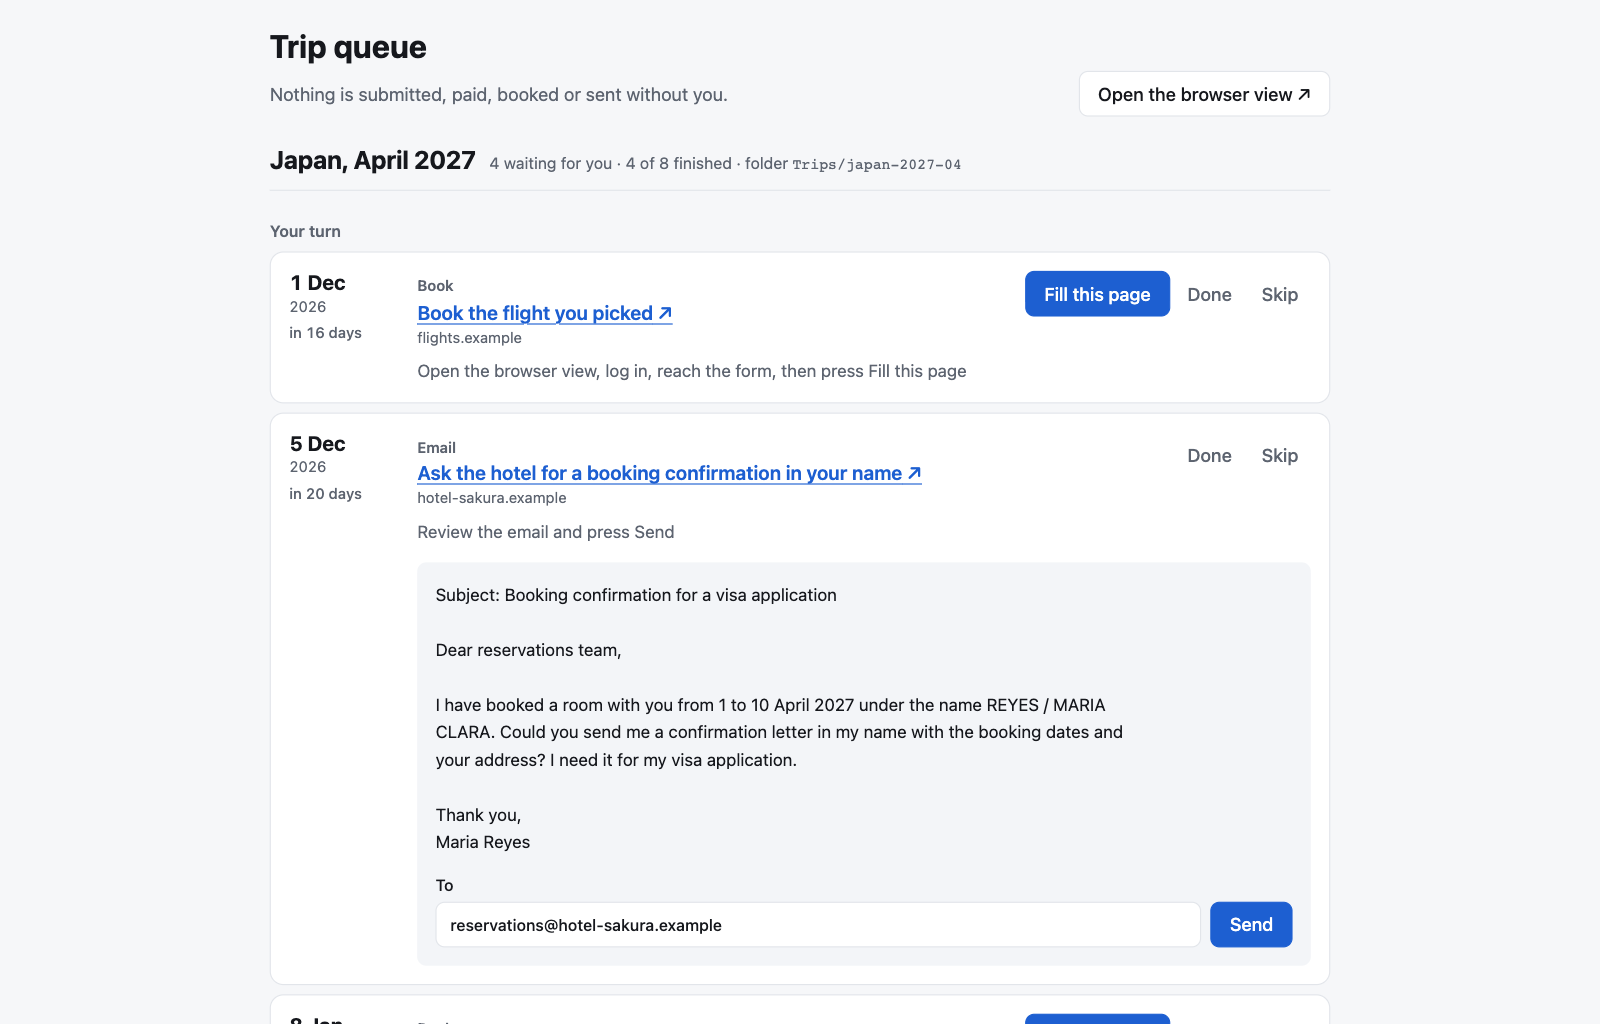 Trip queue
Nothing is submitted, paid, booked or sent without you.
Open the browser view ↗
Japan, April 2027 4 waiting for you · 4 of 8 finished · folder Trips/japan-2027-04
Your turn
1 Dec
2026
in 16 days
Book
Book the flight you picked ↗
flights.example
Open the browser view, log in, reach the form, then press Fill this page
Fill this page Done Skip
5 Dec
2026
in 20 days
Email
Ask the hotel for a booking confirmation in your name ↗
hotel-sakura.example
Review the email and press Send
Done Skip
Subject: Booking confirmation for a visa application
Dear reservations team,
I have booked a room with you from 1 to 10 April 2027 under the name REYES / MARIA
CLARA. Could you send me a confirmation letter in my name with the booking dates and
your address? I need it for my visa application.
Thank you,
Maria Reyes
To
reservations@hotel-sakura.example
Send
8 Jan